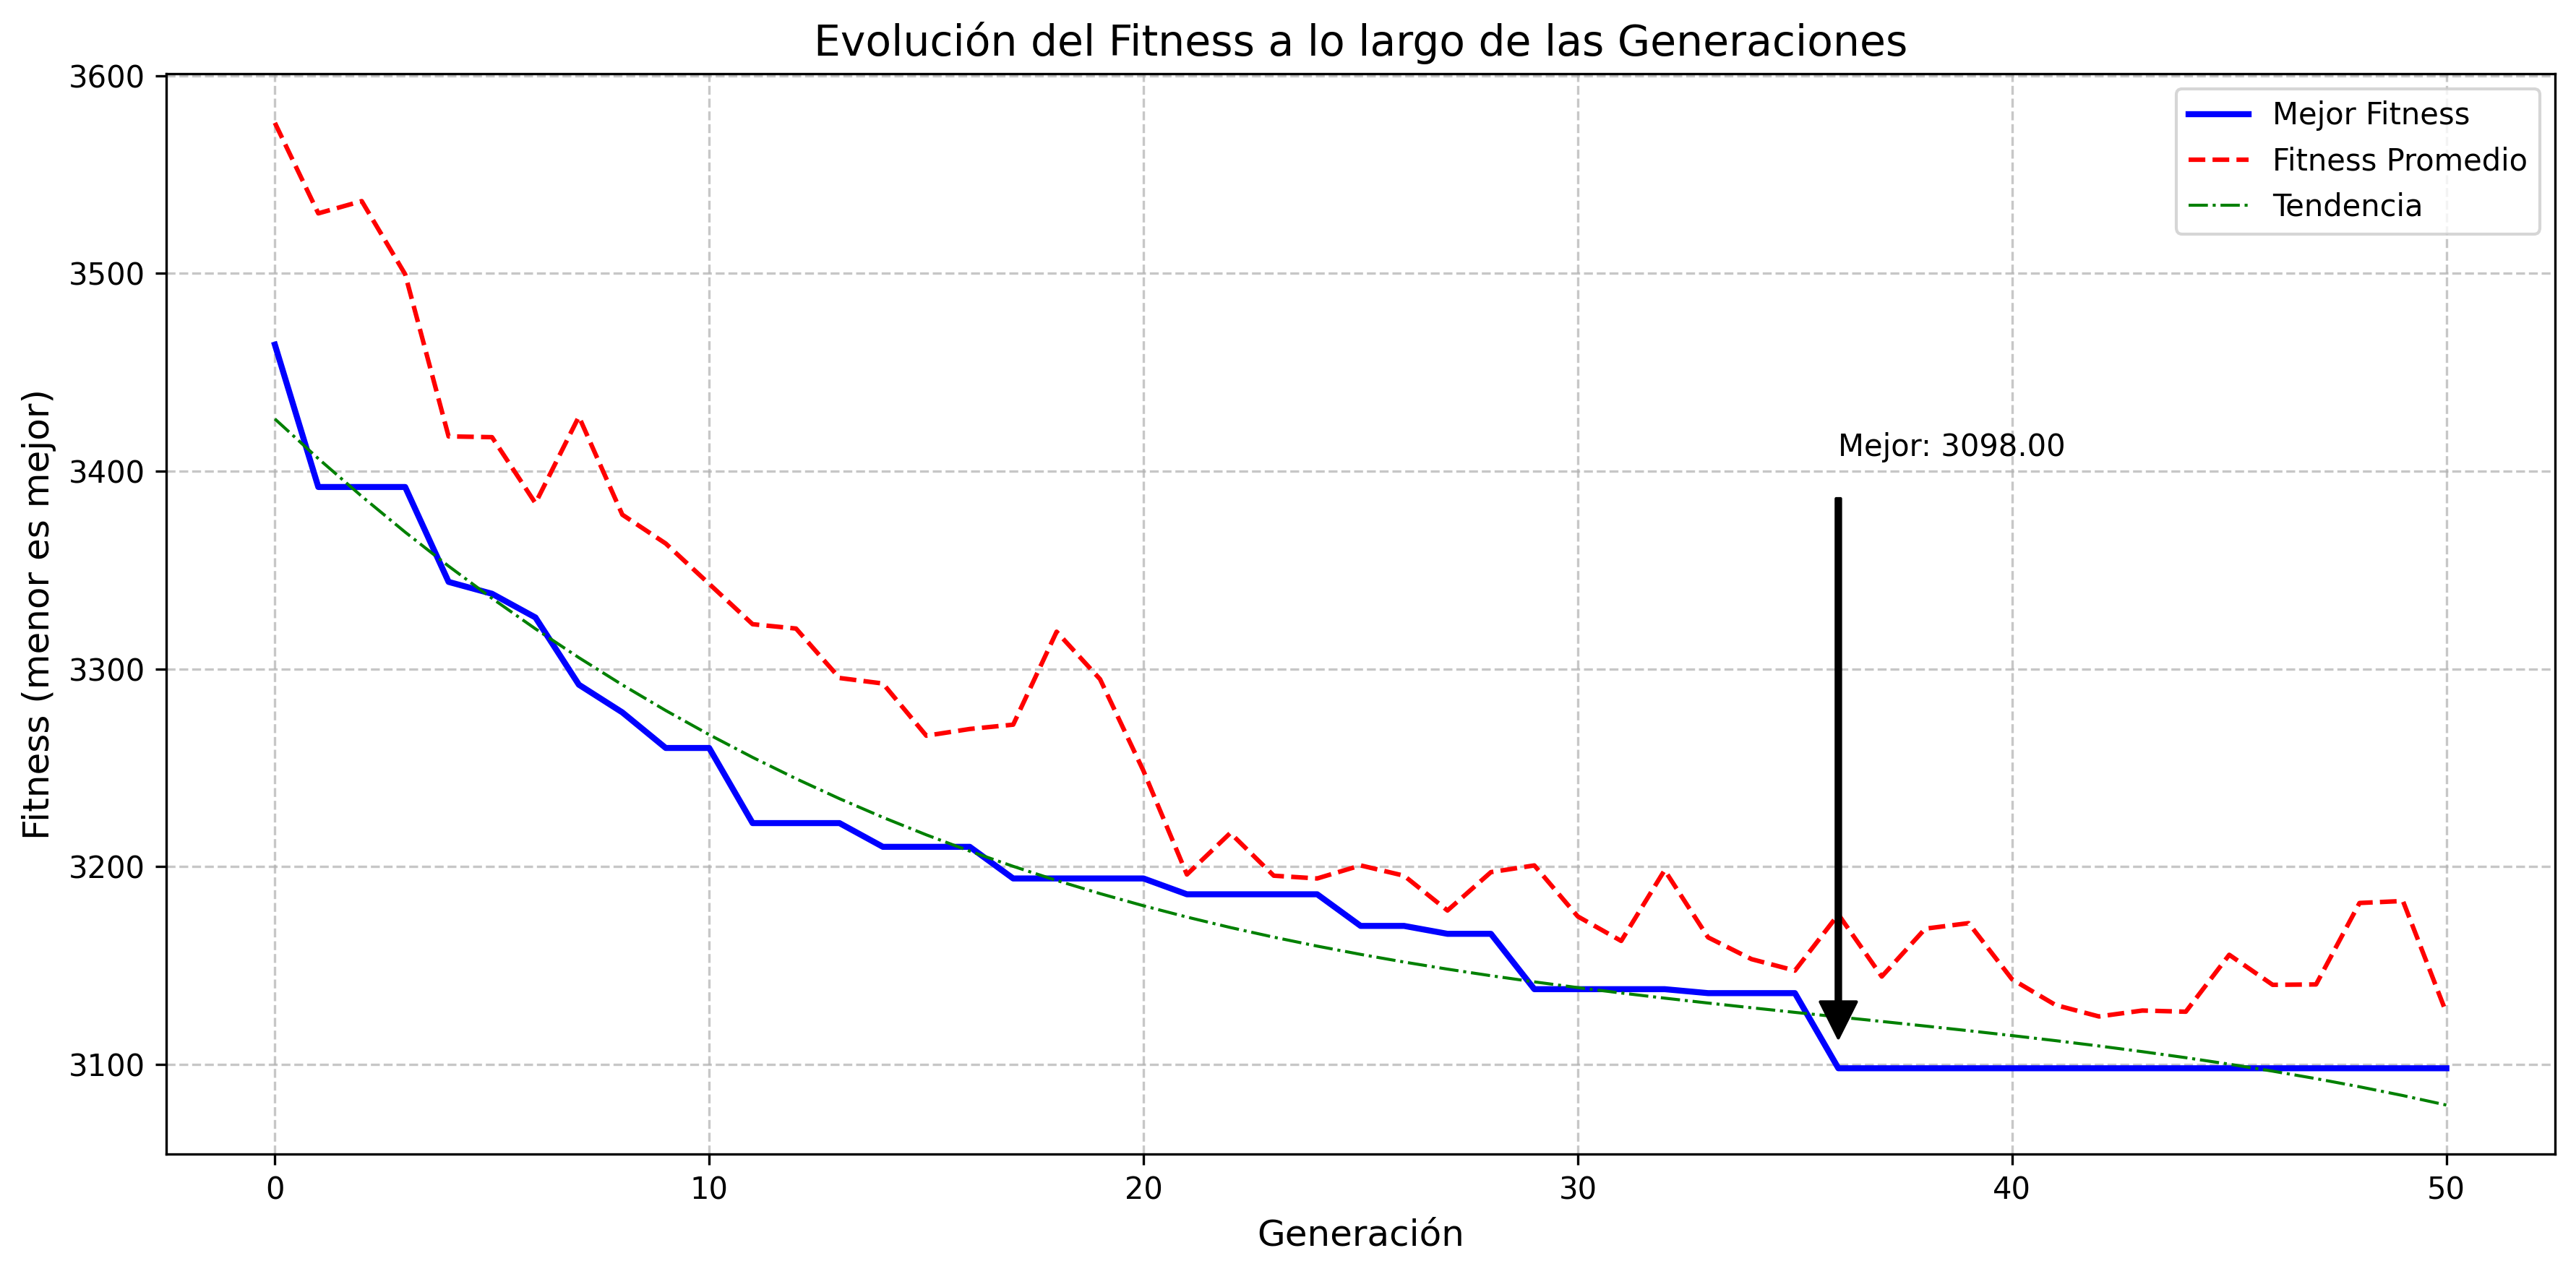 Evolución del Fitness a lo largo de las Generaciones
Fitness (menor es mejor)
3600
3500
3400
3300
3200
3100
Mejor Fitness
Fitness Promedio
Tendencia
Mejor: 3098.00
0 10 20 30 40 50
Generación